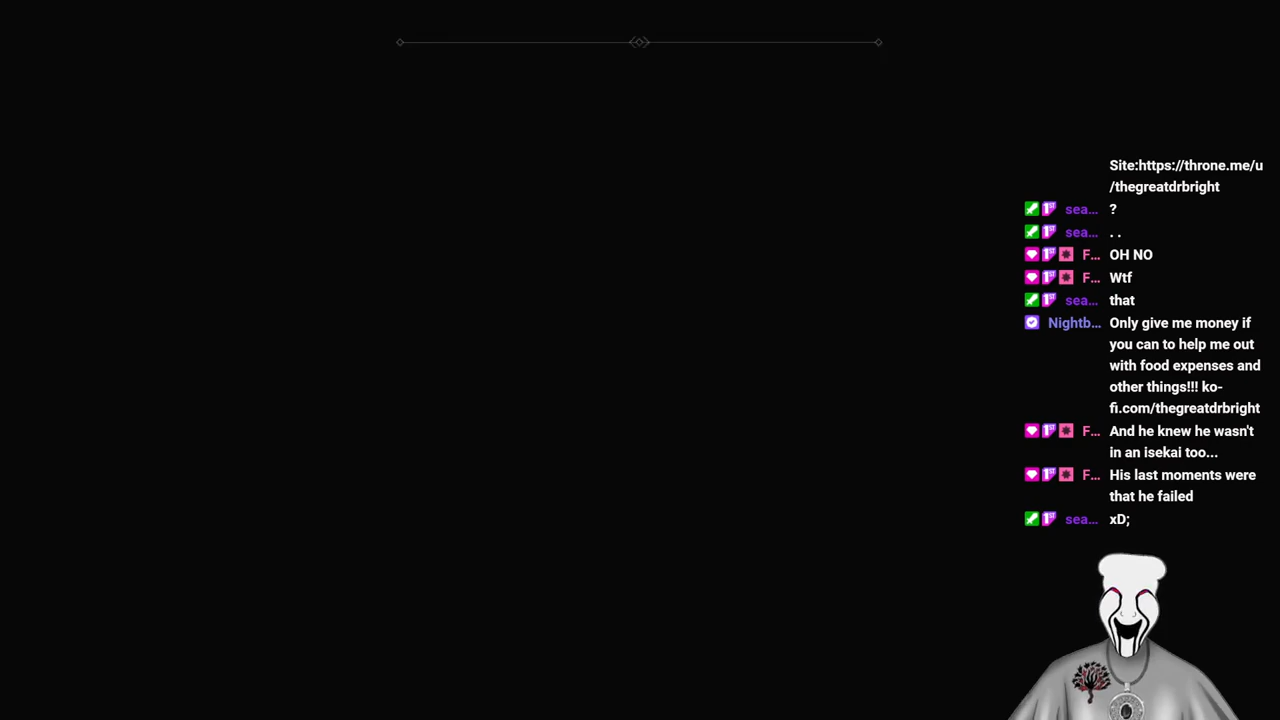 Site:https://throne.me/u
/thegreatdrbright
sea... ?
sea... . .
F... OH NO
F... Wtf
sea... that
Nightb... Only give me money if
you can to help me out
with food expenses and
other things!!! ko-
fi.com/thegreatdrbright
F... And he knew he wasn't
in an isekai too...
F... His last moments were
that he failed
sea... xD;